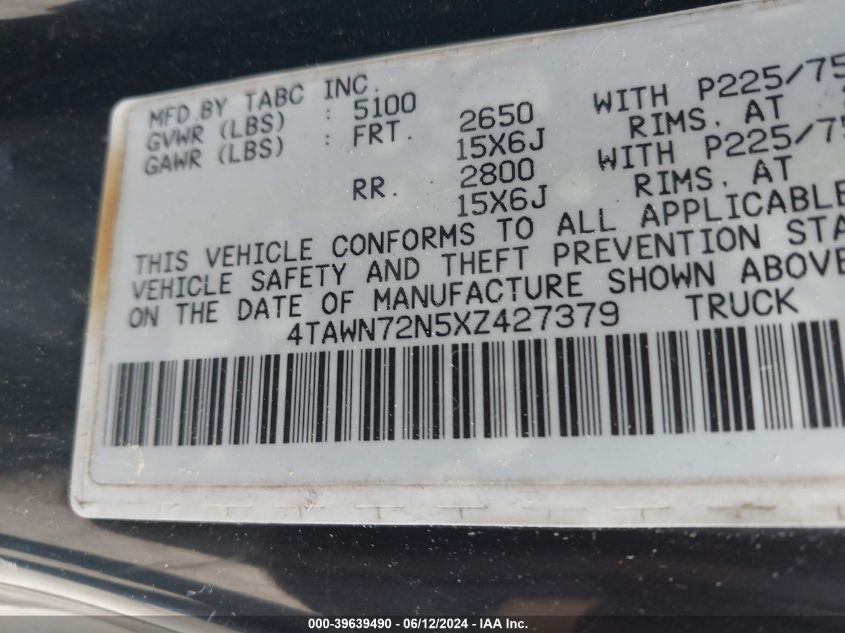 MFD.BY TABC INC.
GVWR (LBS) : 5100
GAWR (LBS) : FRT. 2650 WITH P225/75
15X6J RIMS, AT
RR. 2800 WITH P225/75
15X6J RIMS, AT
THIS VEHICLE CONFORMS TO ALL APPLICABLE
VEHICLE SAFETY AND THEFT PREVENTION STA
ON THE DATE OF MANUFACTURE SHOWN ABOVE
4TAWN72N5XZ427379 TRUCK
000-39639490 - 06/12/2024 - IAA Inc.